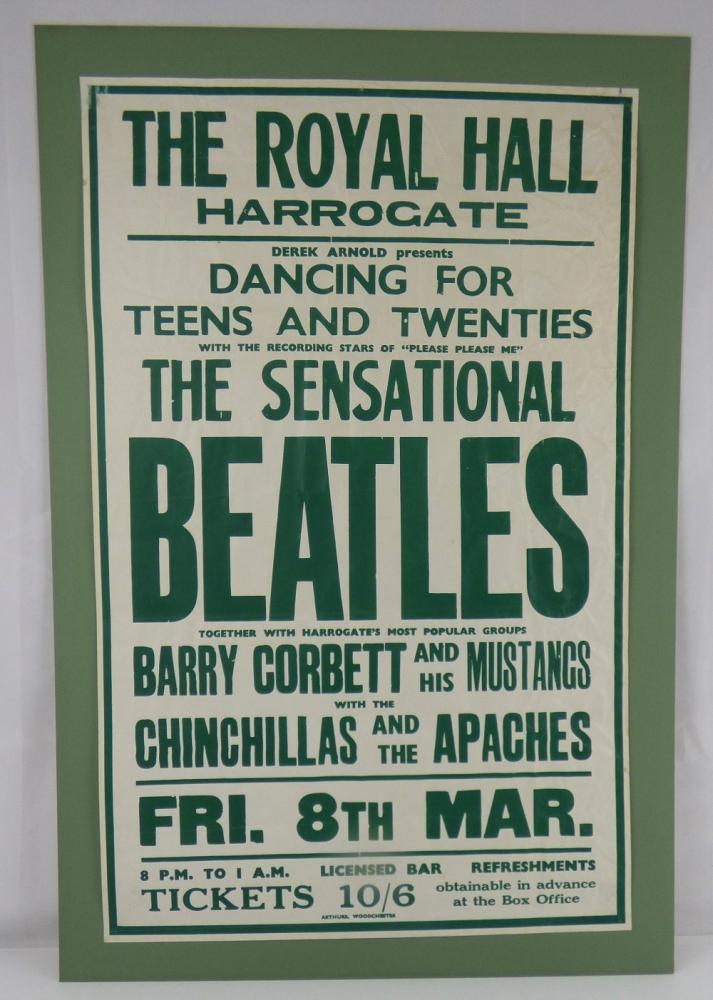 THE ROYAL HALL
HARROGATE
DEREK ARNOLD presents
DANCING FOR
TEENS AND TWENTIES
WITH THE RECORDING STARS OF "PLEASE PLEASE ME"
THE SENSATIONAL
BEATLES
TOGETHER WITH HARROGATE'S MOST POPULAR GROUPS
BARRY CORBETT AND HIS MUSTANGS
WITH THE
CHINCHILLAS AND THE APACHES
FRI. 8TH MAR.
8 P.M. TO 1 A.M. LICENSED BAR REFRESHMENTS
TICKETS 10/6 obtainable in advance at the Box Office
ARTHURS, WOODCHESTER